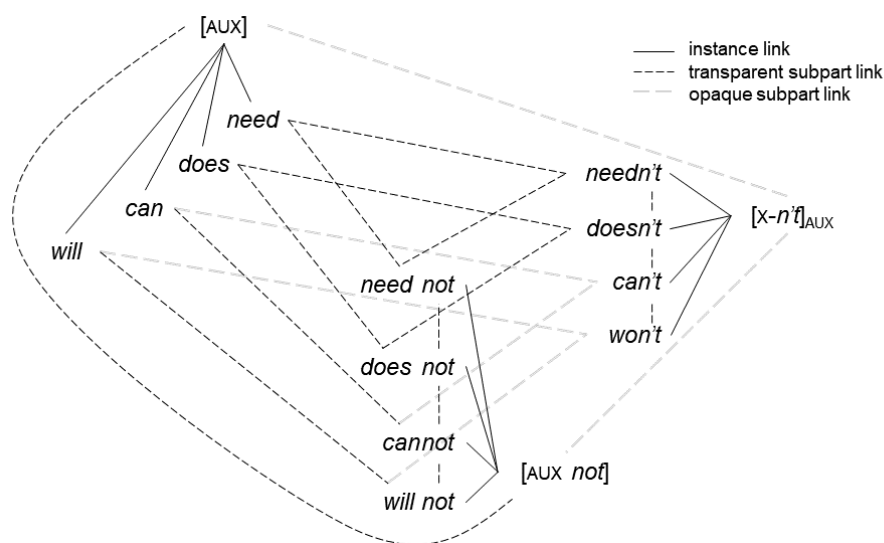 [AUX]
instance link
transparent subpart link
opaque subpart link
need
does
can
will
needn't
doesn't
can't
won't
[X-n't]AUX
need not
does not
cannot
will not
[AUX not]